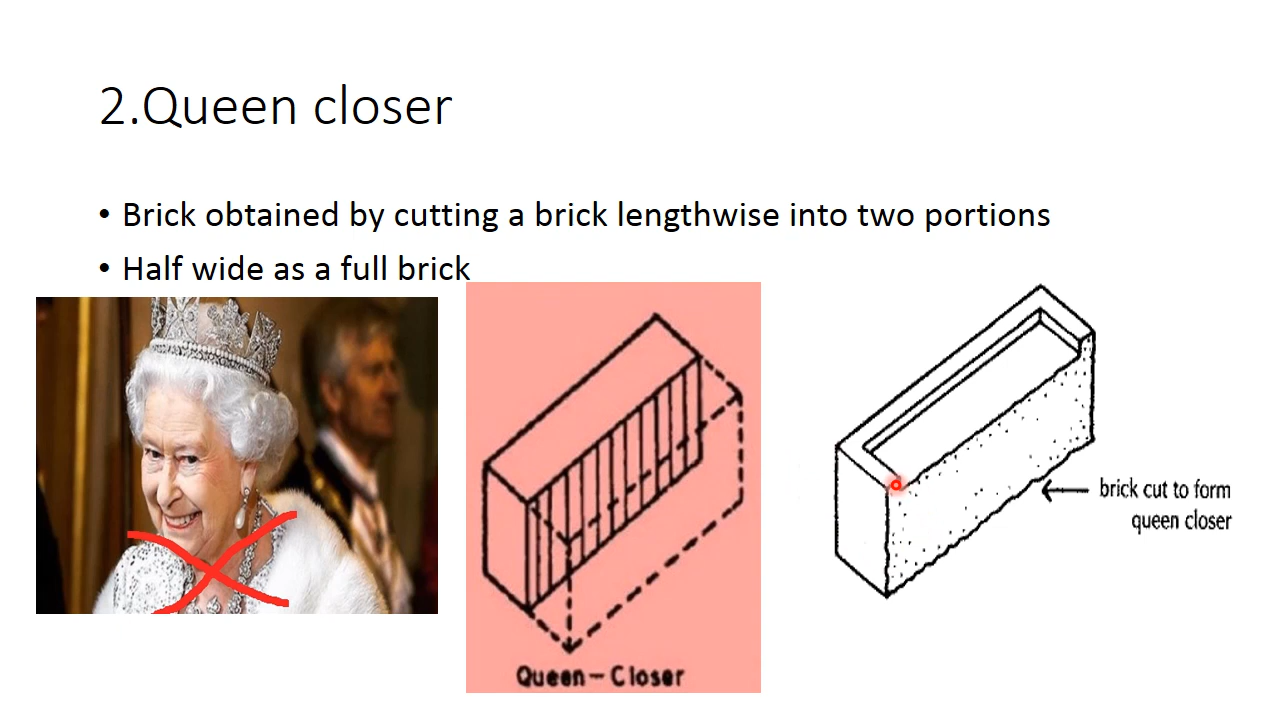 2.Queen closer
• Brick obtained by cutting a brick lengthwise into two portions
• Half wide as a full brick
brick cut to form
queen closer
Queen-Closer